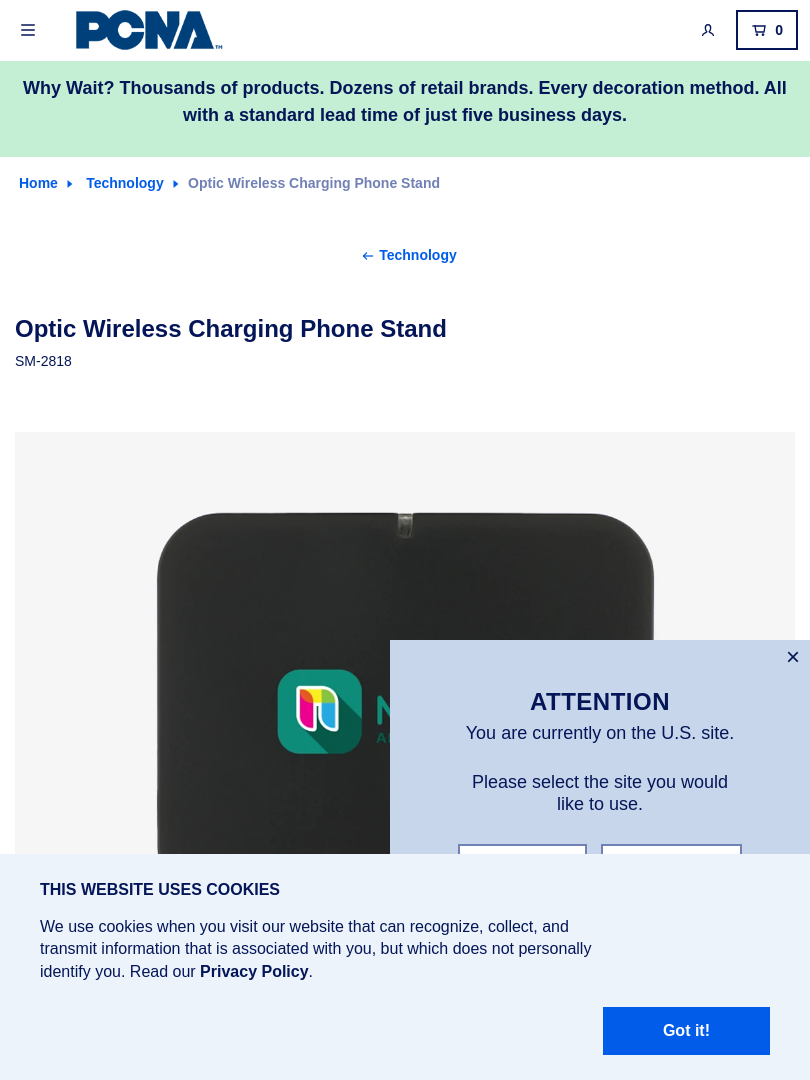 PCNA™
0
Why Wait? Thousands of products. Dozens of retail brands. Every decoration method. All
with a standard lead time of just five business days.
Home
Technology
Optic Wireless Charging Phone Stand
Technology
Optic Wireless Charging Phone Stand
SM-2818
ATTENTION
You are currently on the U.S. site.
Please select the site you would
like to use.
THIS WEBSITE USES COOKIES
We use cookies when you visit our website that can recognize, collect, and
transmit information that is associated with you, but which does not personally
identify you. Read our Privacy Policy.
Got it!